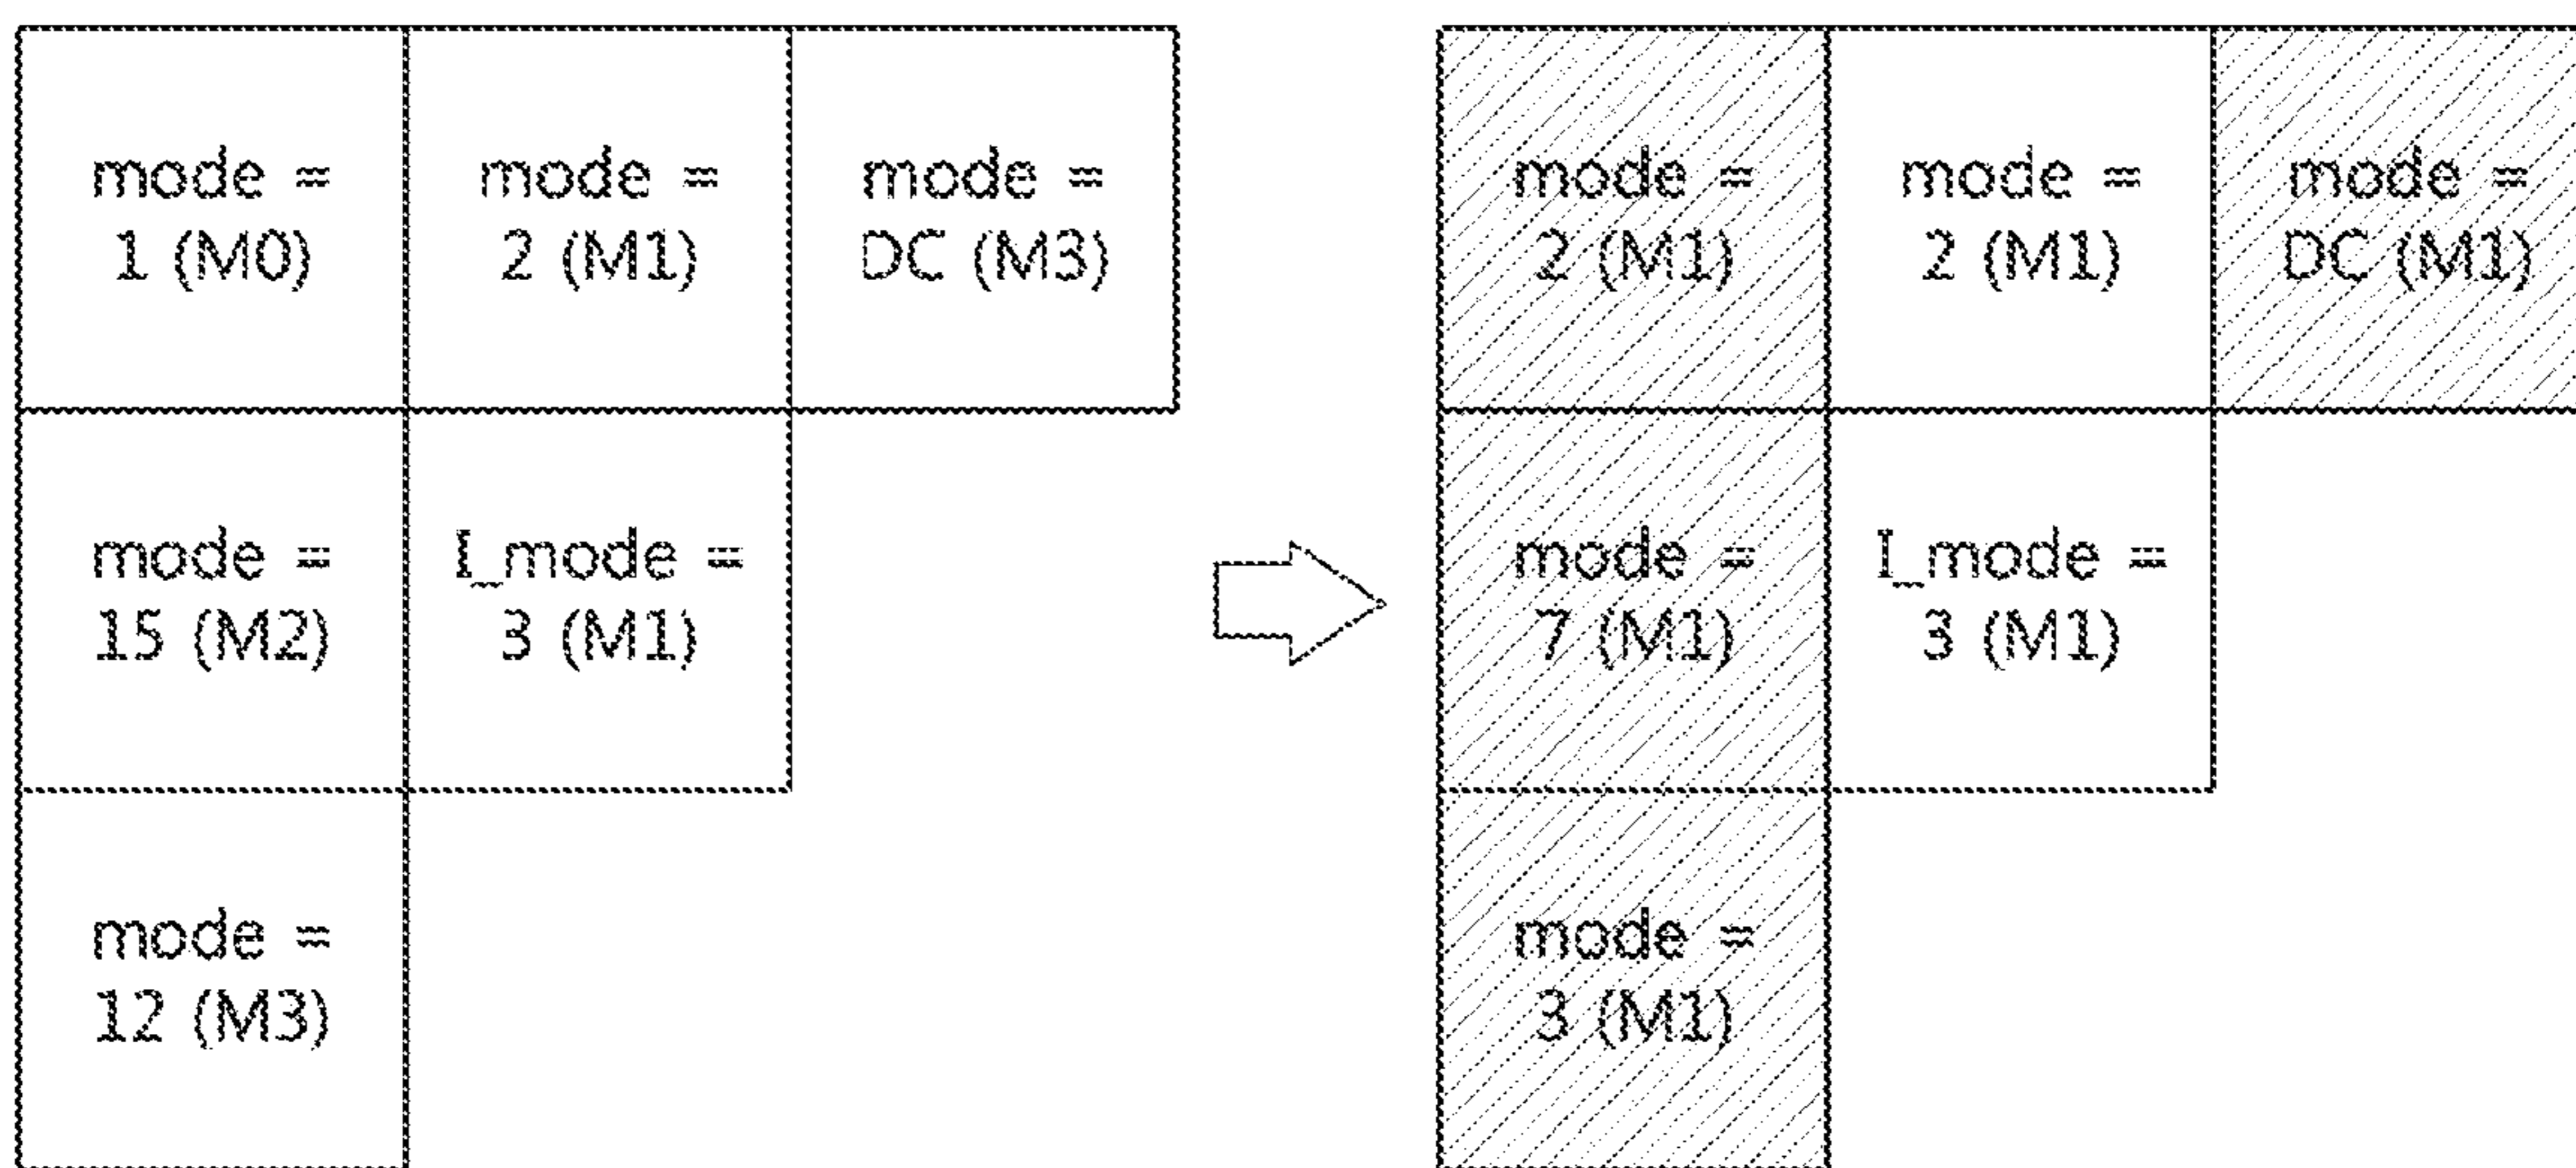 mode =
1 (M0)
mode =
2 (M1)
mode =
DC (M3)
mode =
15 (M2)
I_mode =
3 (M1)
mode =
12 (M3)
mode =
2 (M1)
mode =
2 (M1)
mode =
DC (M1)
mode =
7 (M1)
I_mode =
3 (M1)
mode =
3 (M1)